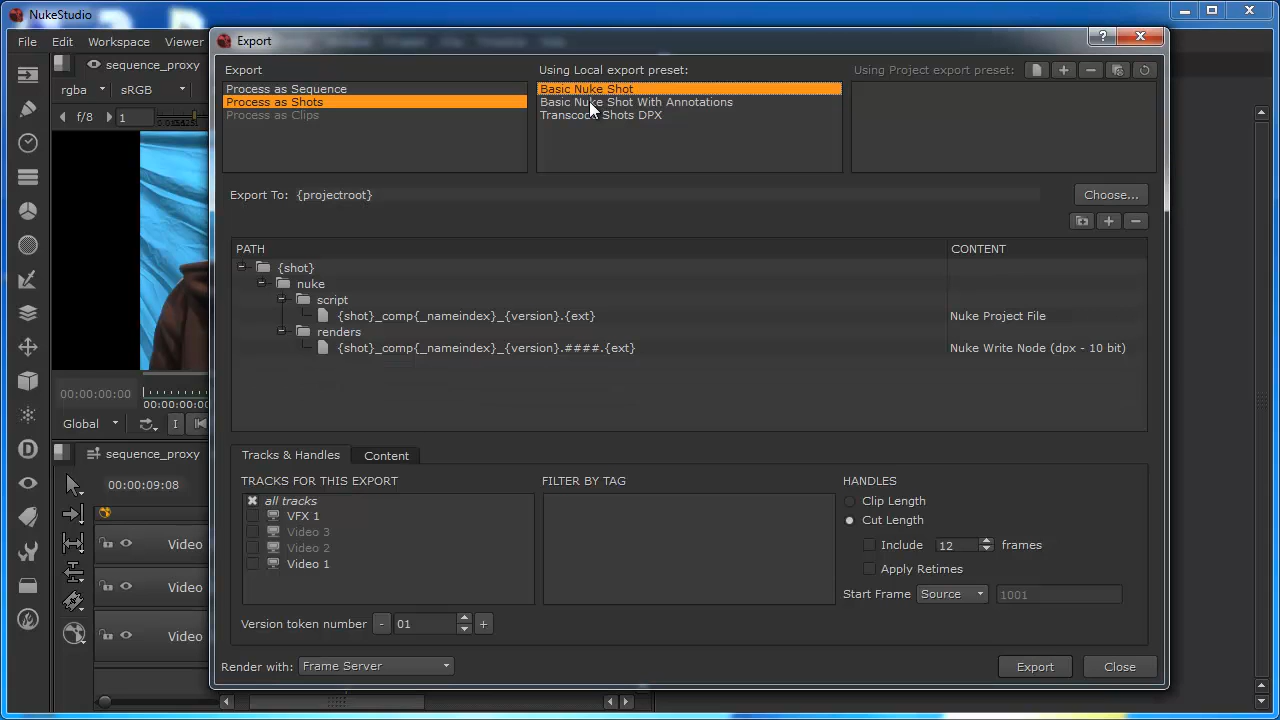 NukeStudio
File Edit Workspace Viewer
Export
sequence_proxy
Export
Using Local export preset:
Using Project export preset:
Process as Sequence
Process as Shots
Process as Clips
Basic Nuke Shot
Basic Nuke Shot With Annotations
Transcode Shots DPX
rgba
sRGB
f/8
1
Export To: {projectroot}
Choose...
PATH
CONTENT
{shot}
nuke
script
{shot}_comp{_nameindex}_{version}.{ext}
Nuke Project File
renders
{shot}_comp{_nameindex}_{version}.####.{ext}
Nuke Write Node (dpx - 10 bit)
00:00:00:00
00:00:00:00
Global
I
sequence_proxy
00:00:09:08
Video
Video
Video
Tracks & Handles
Content
TRACKS FOR THIS EXPORT
FILTER BY TAG
HANDLES
all tracks
VFX 1
Video 3
Video 2
Video 1
Clip Length
Cut Length
Include 12 frames
Apply Retimes
Start Frame Source 1001
Version token number - 01 +
Render with: Frame Server
Export
Close